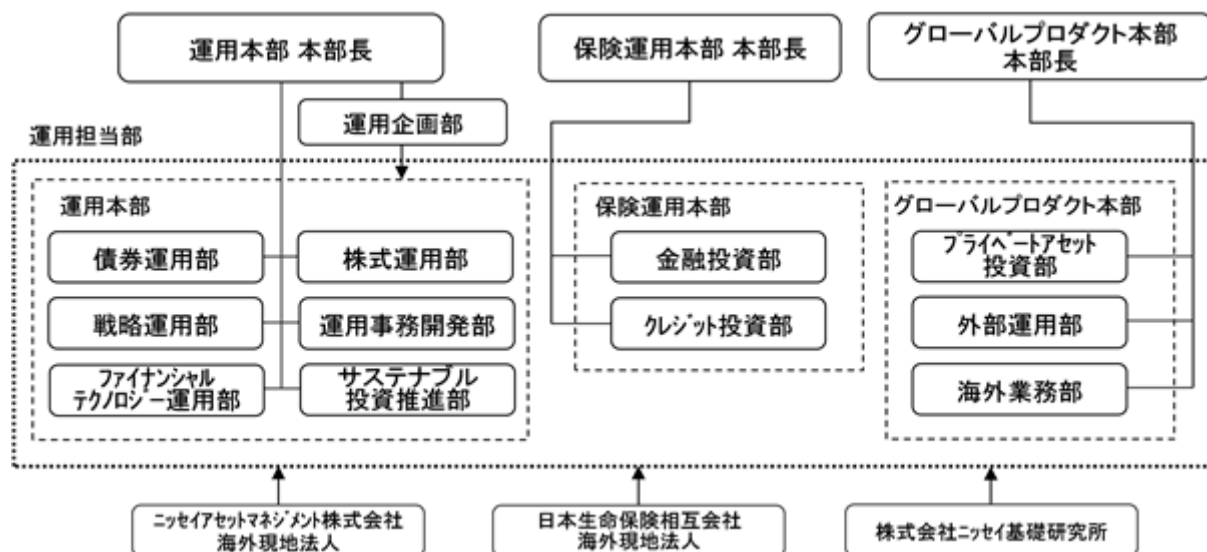 運用本部 本部長
保険運用本部 本部長
グローバルプロダクト本部
本部長
運用企画部
運用担当部
運用本部
債券運用部
株式運用部
戦略運用部
運用事務開発部
ファイナンシャル
テクノロジー運用部
サステナブル
投資推進部
保険運用本部
金融投資部
クレジット投資部
グローバルプロダクト本部
プライベートアセット
投資部
外部運用部
海外業務部
ニッセイアセットマネジメント株式会社
海外現地法人
日本生命保険相互会社
海外現地法人
株式会社ニッセイ基礎研究所